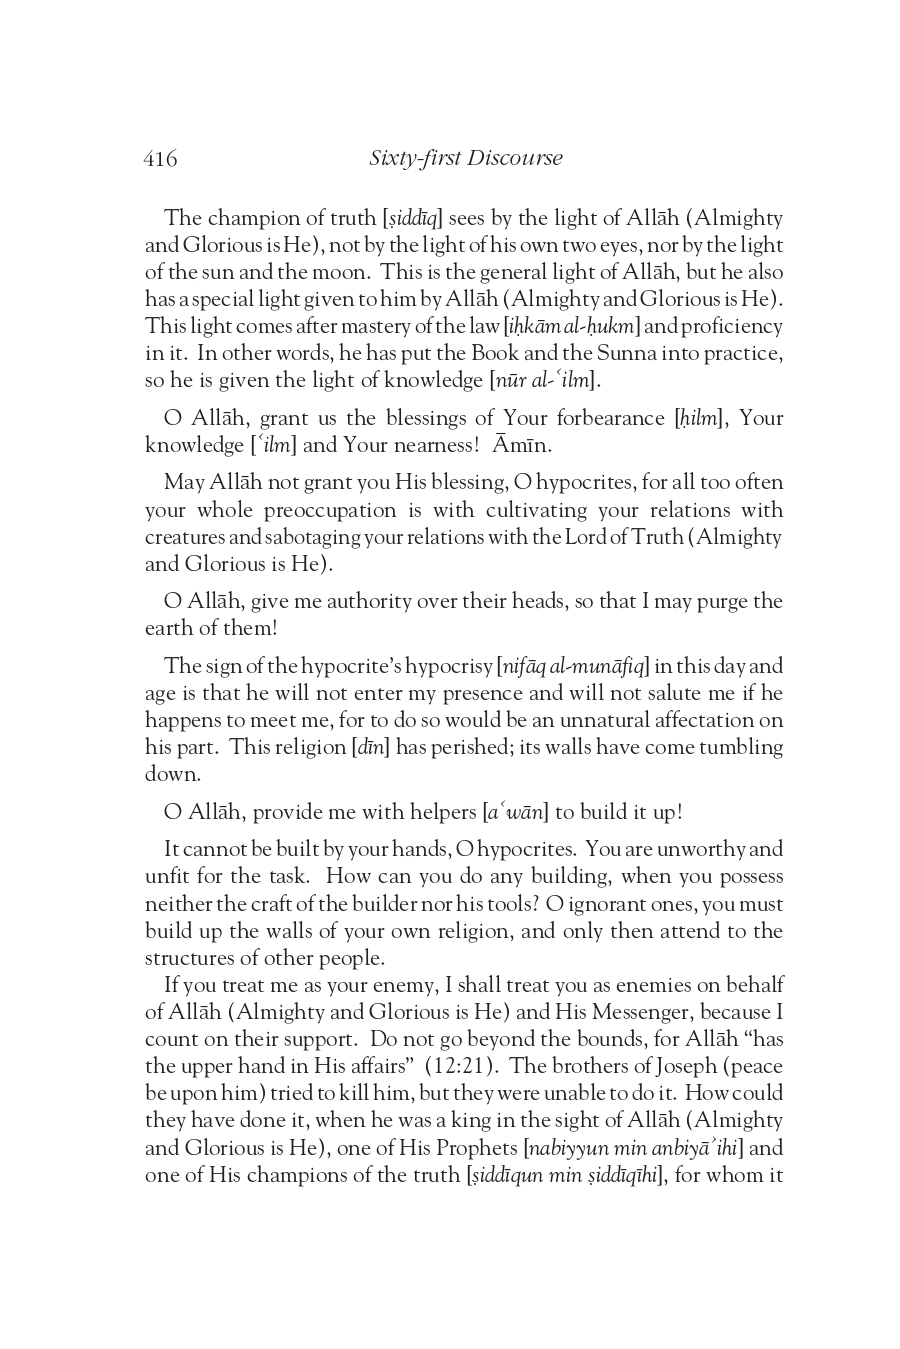 416
Sixty-first Discourse
The champion of truth [ṣiddīq] sees by the light of Allāh (Almighty
and Glorious is He), not by the light of his own two eyes, nor by the light
of the sun and the moon. This is the general light of Allāh, but he also
has a special light given to him by Allāh (Almighty and Glorious is He).
This light comes after mastery of the law [iḥkām al-ḥukm] and proficiency
in it. In other words, he has put the Book and the Sunna into practice,
so he is given the light of knowledge [nūr al-ʿilm].
O Allāh, grant us the blessings of Your forbearance [ḥilm], Your
knowledge [ʿilm] and Your nearness! Āmīn.
May Allāh not grant you His blessing, O hypocrites, for all too often
your whole preoccupation is with cultivating your relations with
creatures and sabotaging your relations with the Lord of Truth (Almighty
and Glorious is He).
O Allāh, give me authority over their heads, so that I may purge the
earth of them!
The sign of the hypocrite’s hypocrisy [nifāq al-munāfiq] in this day and
age is that he will not enter my presence and will not salute me if he
happens to meet me, for to do so would be an unnatural affectation on
his part. This religion [dīn] has perished; its walls have come tumbling
down.
O Allāh, provide me with helpers [aʿwān] to build it up!
It cannot be built by your hands, O hypocrites. You are unworthy and
unfit for the task. How can you do any building, when you possess
neither the craft of the builder nor his tools? O ignorant ones, you must
build up the walls of your own religion, and only then attend to the
structures of other people.
If you treat me as your enemy, I shall treat you as enemies on behalf
of Allāh (Almighty and Glorious is He) and His Messenger, because I
count on their support. Do not go beyond the bounds, for Allāh “has
the upper hand in His affairs” (12:21). The brothers of Joseph (peace
be upon him) tried to kill him, but they were unable to do it. How could
they have done it, when he was a king in the sight of Allāh (Almighty
and Glorious is He), one of His Prophets [nabiyyun min anbiyāʾihi] and
one of His champions of the truth [ṣiddīqun min ṣiddīqīhi], for whom it